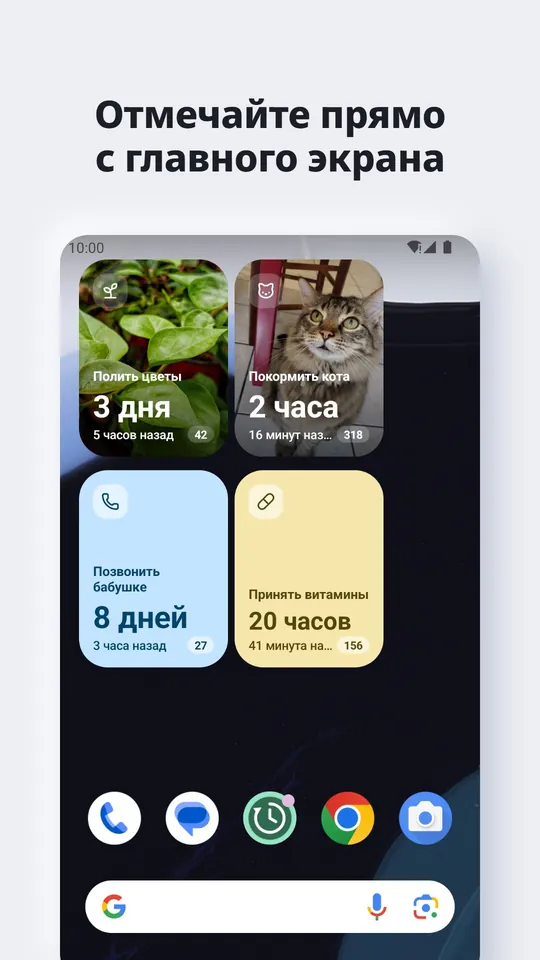 Отмечайте прямо
с главного экрана
10:00
Полить цветы
3 дня
5 часов назад 42
Покормить кота
2 часа
16 минут наз... 318
Позвонить
бабушке
8 дней
3 часа назад 27
Принять витамины
20 часов
41 минута на... 156